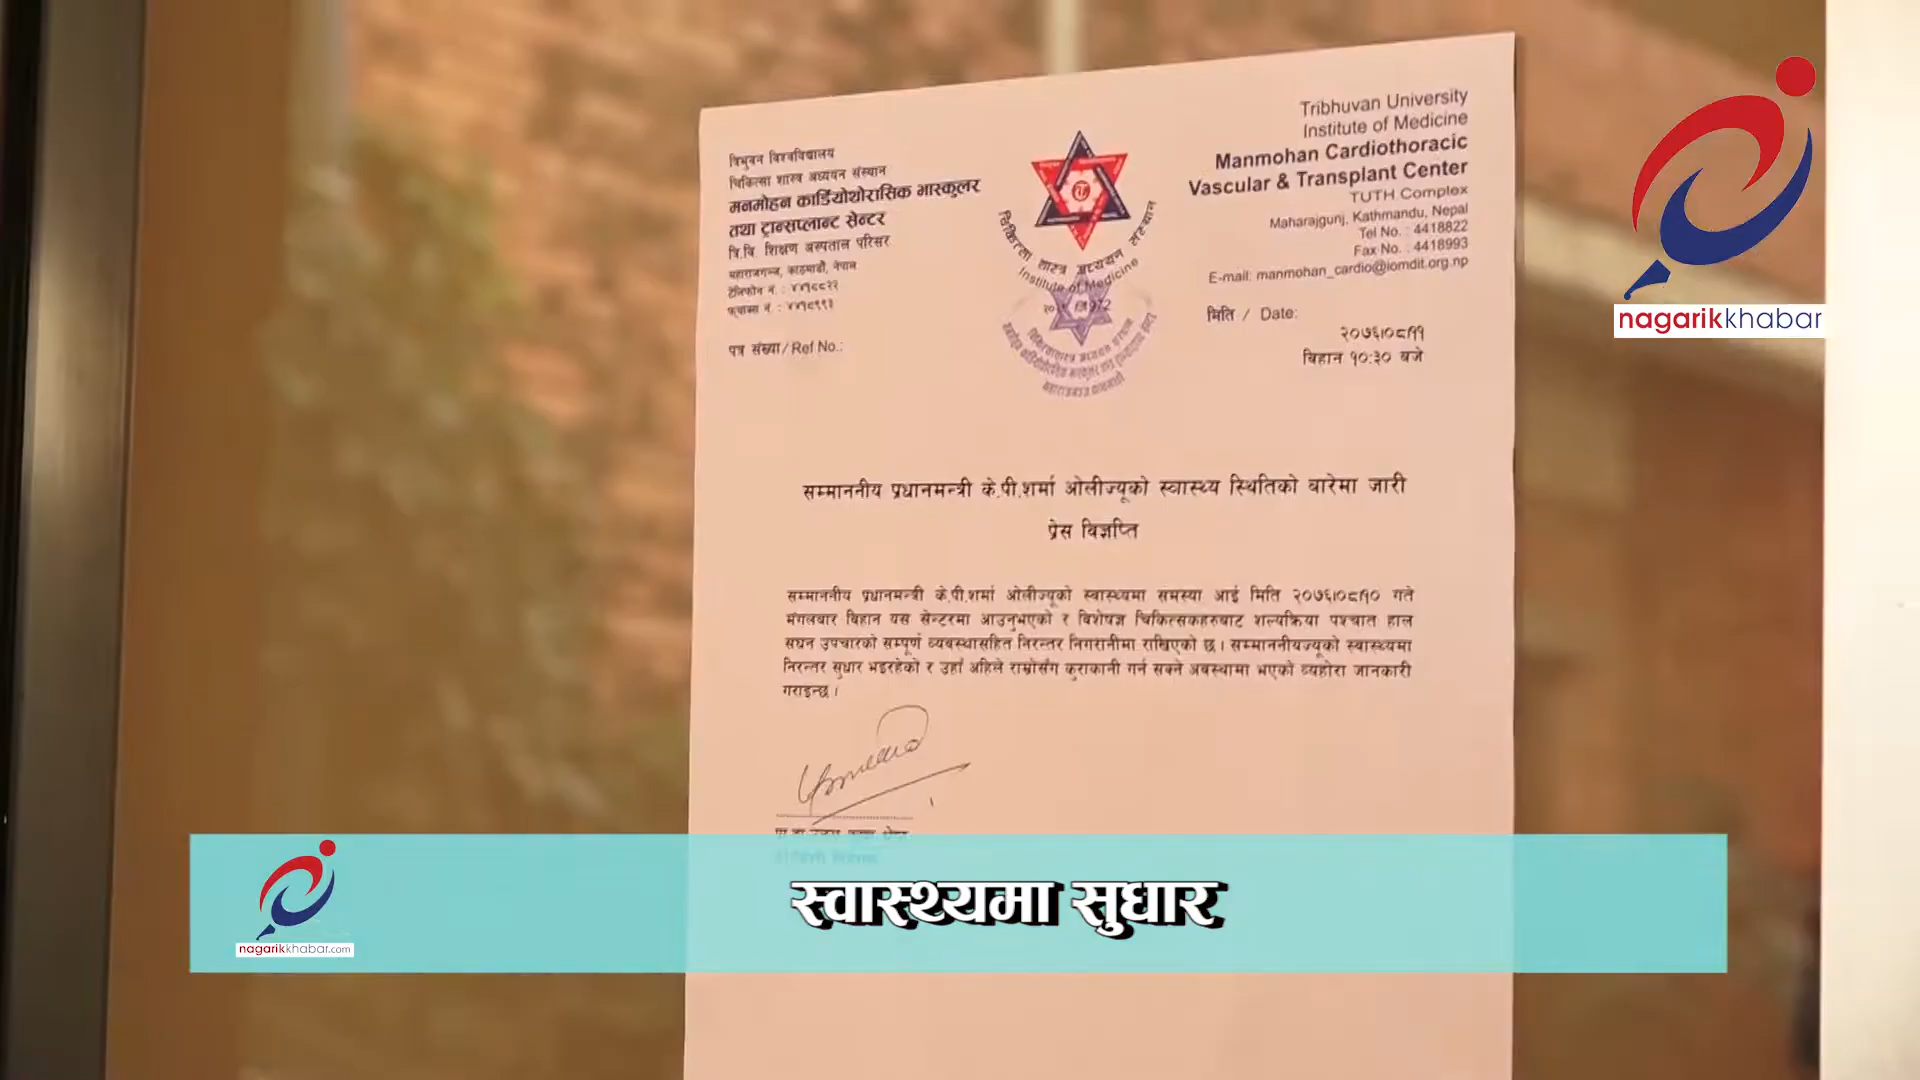 त्रिभुवन विश्वविद्यालय
चिकित्सा शास्त्र अध्ययन संस्थान
मनमोहन कार्डियोथोरासिक भास्कुलर
तथा ट्रान्सप्लान्ट सेन्टर
त्रि.वि. शिक्षण अस्पताल परिसर
महाराजगन्ज, काठमाडौं, नेपाल
टेलिफोन नं. : ४४१८८२२
फ्याक्स नं. : ४४१८९९३
पत्र संख्या/Ref No.:
चिकित्सा शास्त्र अध्ययन संस्थान
Institute of Medicine
1972
Tribhuvan University
Institute of Medicine
Manmohan Cardiothoracic
Vascular & Transplant Center
TUTH Complex
Maharajgunj, Kathmandu, Nepal
Tel No. : 4418822
Fax No. : 4418993
E-mail: manmohan_cardio@iomdit.org.np
मिति / Date:
२०७६।०८।११
बिहान १०:३० बजे
सम्माननीय प्रधानमन्त्री के.पी.शर्मा ओलीज्यूको स्वास्थ्य स्थितिको बारेमा जारी
प्रेस विज्ञप्ति
सम्माननीय प्रधानमन्त्री के.पी.शर्मा ओलीज्यूको स्वास्थ्यमा समस्या आई मिति २०७६।०८।१० गते
मंगलबार बिहान यस सेन्टरमा आउनुभएको र विशेषज्ञ चिकित्सकहरुबाट शल्यक्रिया पश्चात हाल
सघन उपचारको सम्पूर्ण व्यवस्थासहित निरन्तर निगरानीमा राखिएको छ । सम्माननीयज्यूको स्वास्थ्यमा
निरन्तर सुधार भइरहेको र उहाँ अहिले राम्रोसँग कुराकानी गर्न सक्ने अवस्थामा भएको व्यहोरा जानकारी
गराइन्छ ।
nagarikkhabar
nagarikkhabar.com
स्वास्थ्यमा सुधार